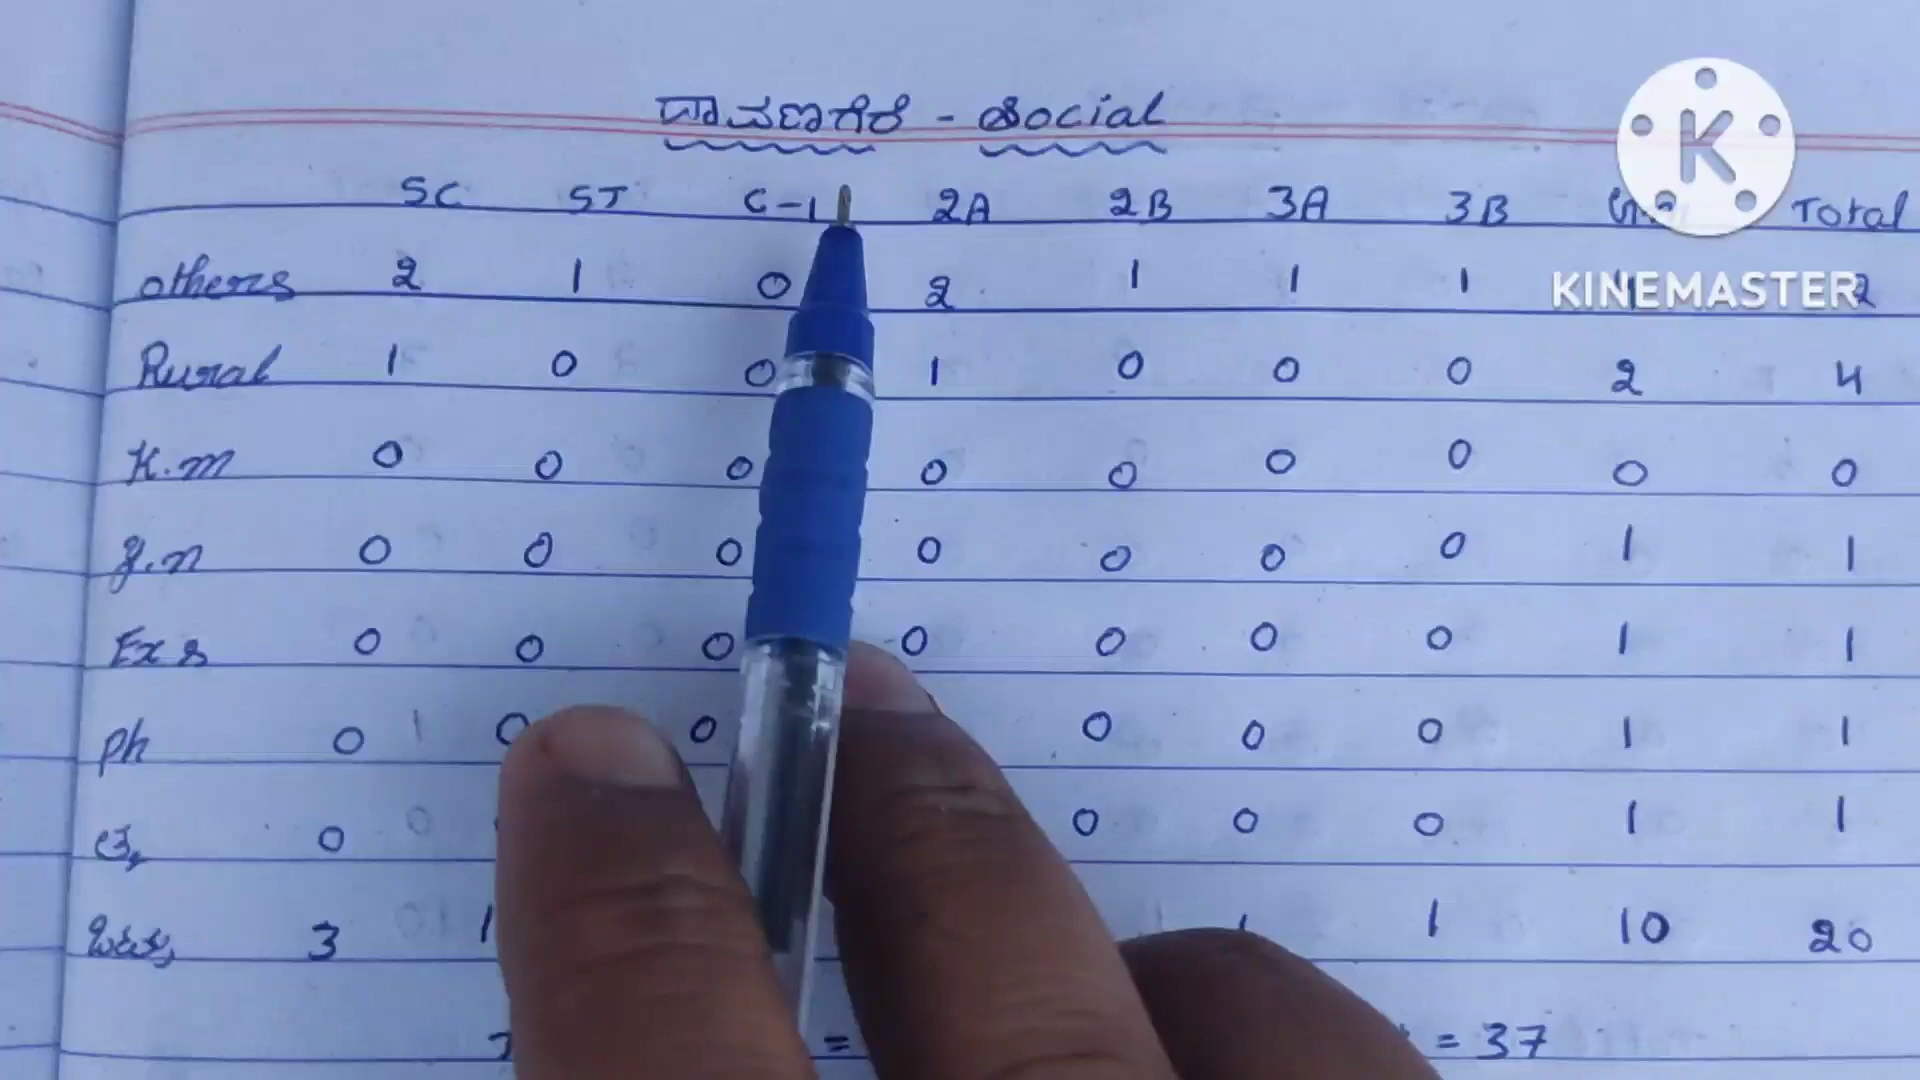 ದಾವಣಗೆರೆ - Social
SC ST C-1 2A 2B 3A 3B Total
others 2 1 0 2 1 1 1 2
KINEMASTER
Rural 1 0 0 1 0 0 0 2 4
K.m 0 0 0 0 0 0 0 0 0
0 0 0 0 0 0 0 1 1
Ex s 0 0 0 0 0 0 0 1 1
ph 0 0 0 0 0 0 1 1
0 0 0 0 1 1
ಒಟ್ಟು 3 1 1 1 10 20
= = 37